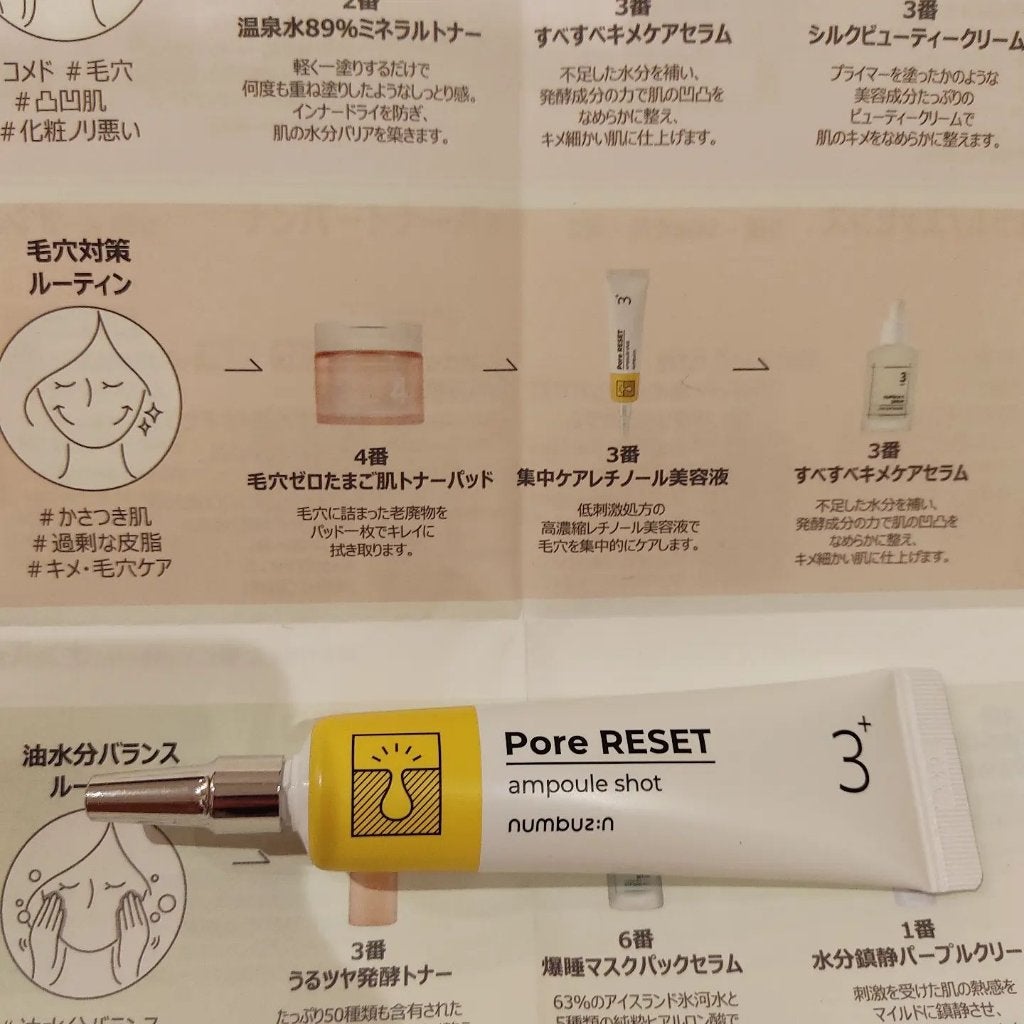 2番
温泉水89%ミネラルトナー
軽く一塗りするだけで
何度も重ね塗りしたようなしっとり感。
インナードライを防ぎ、
肌の水分バリアを築きます。
3番
すべすべキメケアセラム
不足した水分を補い、
発酵成分の力で肌の凹凸を
なめらかに整え、
キメ細かい肌に仕上げます。
3番
シルクビューティークリーム
プライマーを塗ったかのような
美容成分たっぷりの
ビューティークリームで
肌のキメをなめらかに整えます。
コメド #毛穴
#凸凹肌
#化粧ノリ悪い
毛穴対策
ルーティン
#かさつき肌
#過剰な皮脂
#キメ・毛穴ケア
4番
毛穴ゼロたまご肌トナーパッド
毛穴に詰まった老廃物を
パッド一枚でキレイに
拭き取ります。
3+
Pore RESET
3番
集中ケアレチノール美容液
低刺激処方の
高濃縮レチノール美容液で
毛穴を集中的にケアします。
3
3番
すべすべキメケアセラム
不足した水分を補い、
発酵成分の力で肌の凹凸を
なめらかに整え、
キメ細かい肌に仕上げます。
Pore RESET
ampoule shot
numbuz:n
3+
油水分バランス
ルー
3番
うるツヤ発酵トナー
たっぷり50種類も含有された
6番
爆睡マスクパックセラム
63%のアイスランド氷河水と
5種類の純粋ヒアルロン酸で
1番
水分鎮静パープルクリー
刺激を受けた肌の熱感を
マイルドに鎮静させ、